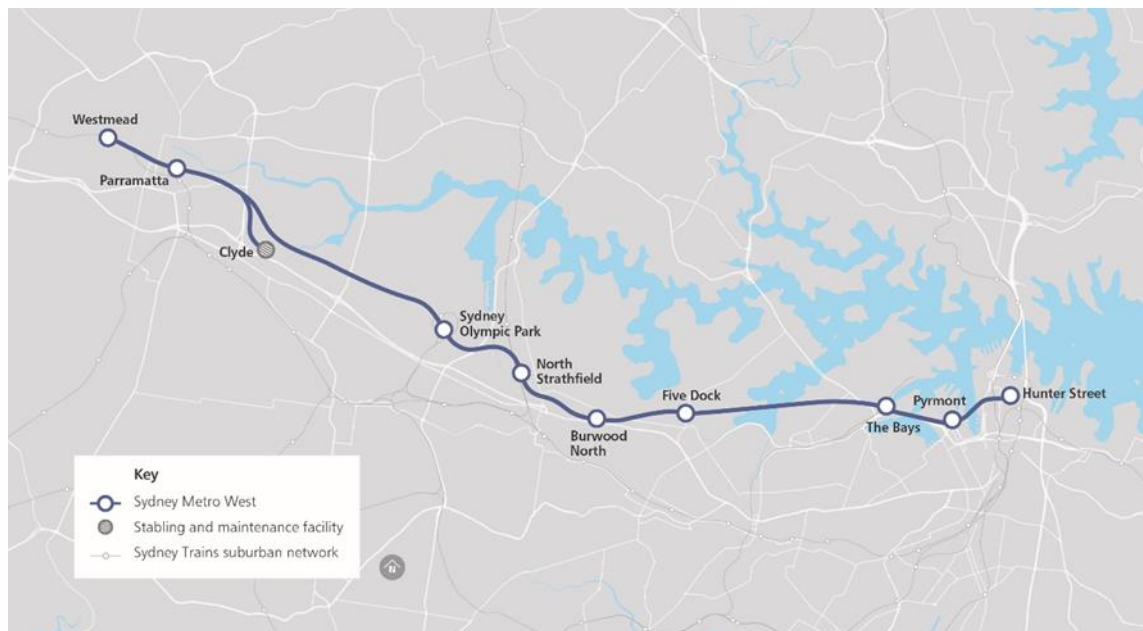 Westmead
Parramatta
Clyde
Sydney
Olympic Park
North
Strathfield
Five Dock
Burwood
North
Pyrmont
The Bays
Hunter Street
Key
Sydney Metro West
Stabling and maintenance facility
Sydney Trains suburban network
N